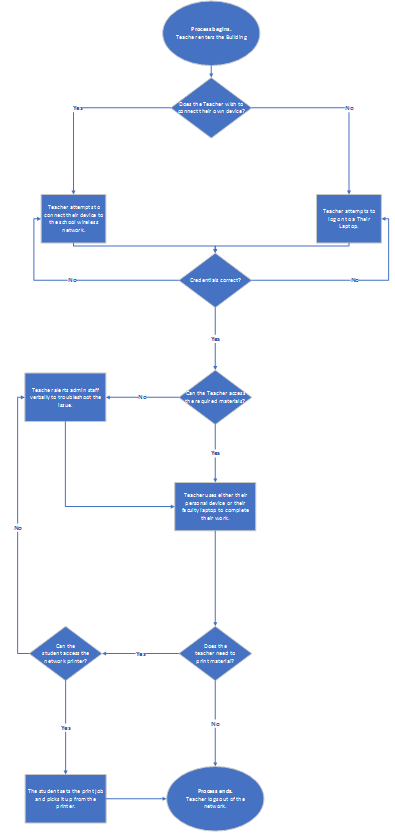 Process begins.
Teacher enters the Building
Does the Teacher wish to
connect their own device?
Yes
No
Teacher attempts to
connect their device to
the school wireless
network.
Teacher attempts to
log on to a Their
Laptop.
Credentials correct?
No
No
Yes
Can the Teacher access
the required materials?
No
Teacher alerts admin staff
verbally to troubleshoot the
issue.
Yes
Teacher uses either their
personal device or their
faculty laptop to complete
their work.
No
Can the
student access the
network printer?
Yes
Does the
teacher need to
print material?
Yes
No
The student sets the print job
and picks it up from the
printer.
Process ends.
Teacher logs out of the
network.